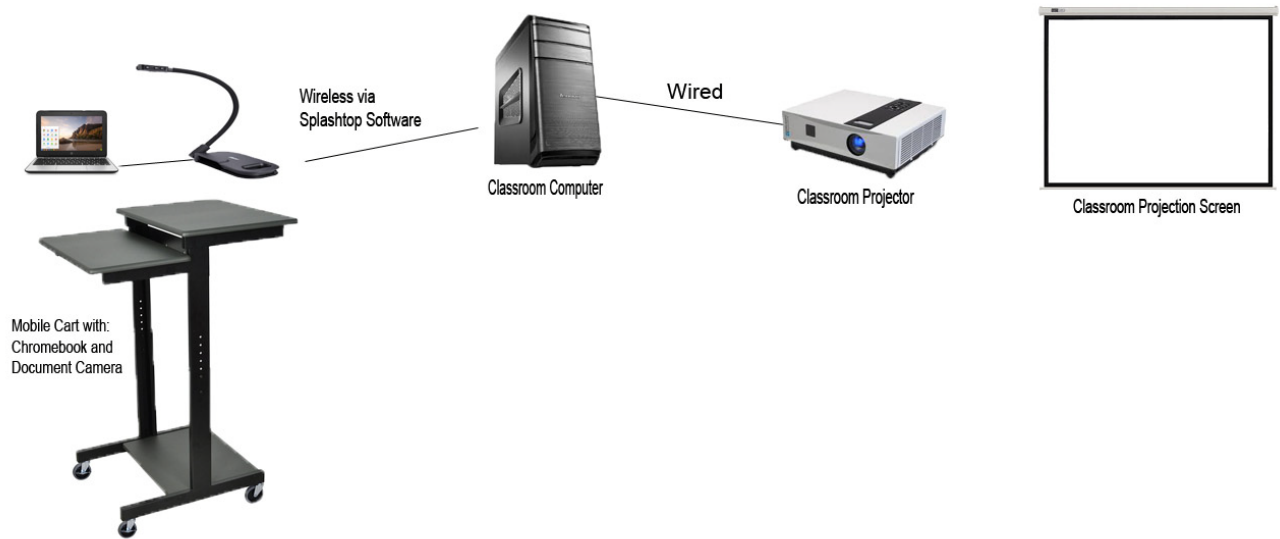 Wireless via
Splashtop Software
Wired
Classroom Computer
Classroom Projector
Classroom Projection Screen
Mobile Cart with:
Chromebook and
Document Camera